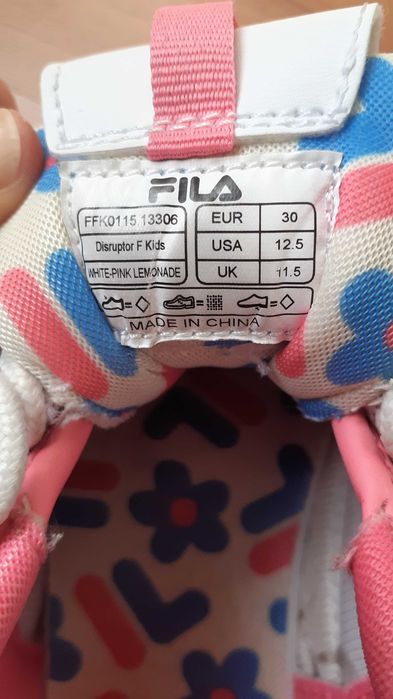 FILA
FFK0115.13306 EUR 30
Disruptor F Kids USA 12.5
WHITE-PINK LEMONADE UK 11.5
MADE IN CHINA